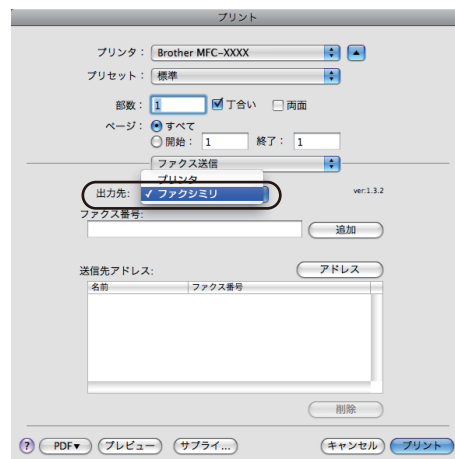 プリント
プリンタ： Brother MFC-XXXX
プリセット： 標準
部数： 1 丁合い 両面
ページ： すべて
開始： 1 終了： 1
ファクス送信
プリンタ
出力先: ✓ ファクシミリ ver:1.3.2
ファクス番号:
追加
送信先アドレス: アドレス
名前 ファクス番号
削除
? PDF▼ プレビュー サプライ... キャンセル プリント